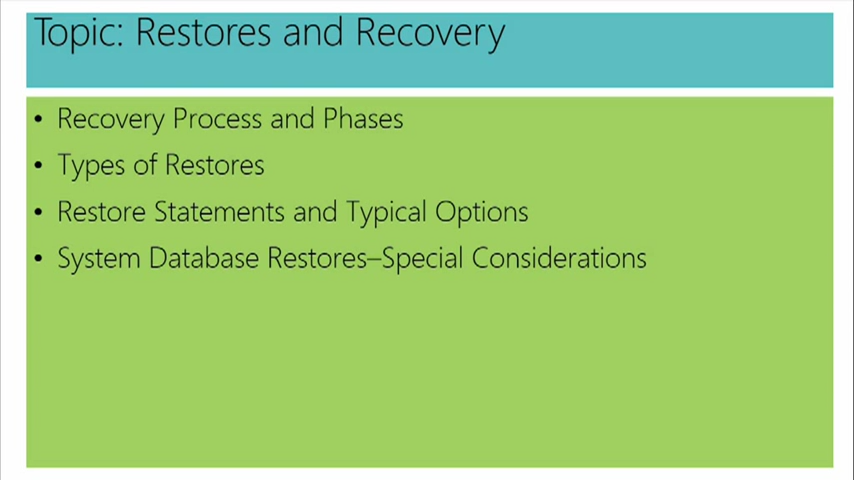 Topic: Restores and Recovery
• Recovery Process and Phases
• Types of Restores
• Restore Statements and Typical Options
• System Database Restores–Special Considerations